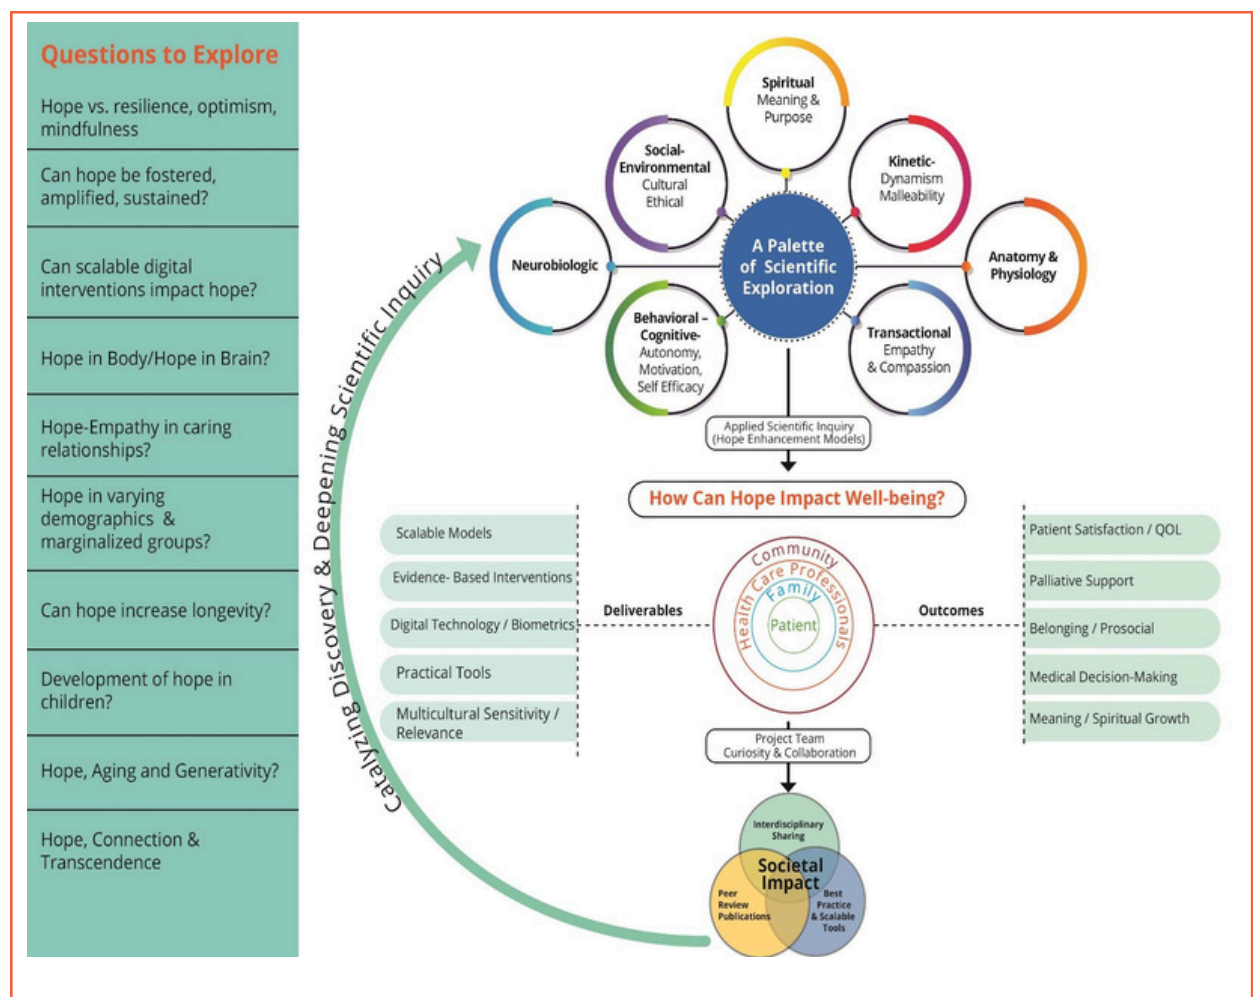 Questions to Explore
Hope vs. resilience, optimism,
mindfulness
Can hope be fostered,
amplified, sustained?
Can scalable digital
interventions impact hope?
Hope in Body/Hope in Brain?
Hope-Empathy in caring
relationships?
Hope in varying
demographics &
marginalized groups?
Can hope increase longevity?
Development of hope in
children?
Hope, Aging and Generativity?
Hope, Connection &
Transcendence
Catalyzing Discovery & Deepening Scientific Inquiry
Spiritual
Meaning &
Purpose
Social-
Environmental
Cultural
Ethical
Kinetic-
Dynamism
Malleability
Neurobiologic
A Palette
of Scientific
Exploration
Anatomy &
Physiology
Behavioral –
Cognitive-
Autonomy,
Motivation,
Self Efficacy
Transactional
Empathy
& Compassion
Applied Scientific Inquiry
(Hope Enhancement Models)
How Can Hope Impact Well-being?
Scalable Models
Evidence- Based Interventions
Digital Technology / Biometrics
Practical Tools
Multicultural Sensitivity /
Relevance
Deliverables
Community
Health Care Professionals
Family
Patient
Outcomes
Patient Satisfaction / QOL
Palliative Support
Belonging / Prosocial
Medical Decision-Making
Meaning / Spiritual Growth
Project Team
Curiosity & Collaboration
Interdisciplinary
Sharing
Societal
Impact
Peer
Review
Publications
Best
Practice
& Scalable
Tools